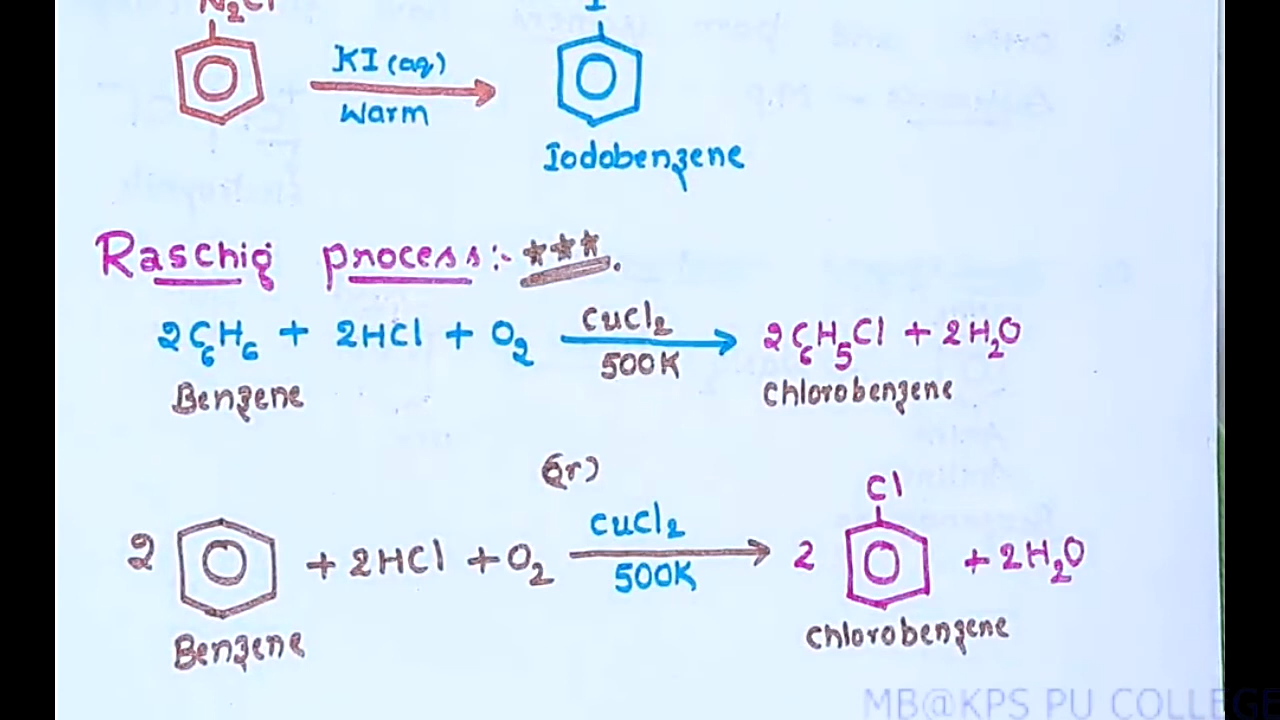 N₂Cl
I
KI (aq)
Warm
Iodobenzene
Raschig process:- ***.
2C₆H₆ + 2HCl + O₂ CuCl₂ 500K 2C₆H₅Cl + 2H₂O
Benzene Chlorobenzene
(or)
2 + 2HCl + O₂ CuCl₂ 500K 2 Cl + 2H₂O
Benzene Chlorobenzene
MB@KPS PU COLLEGE